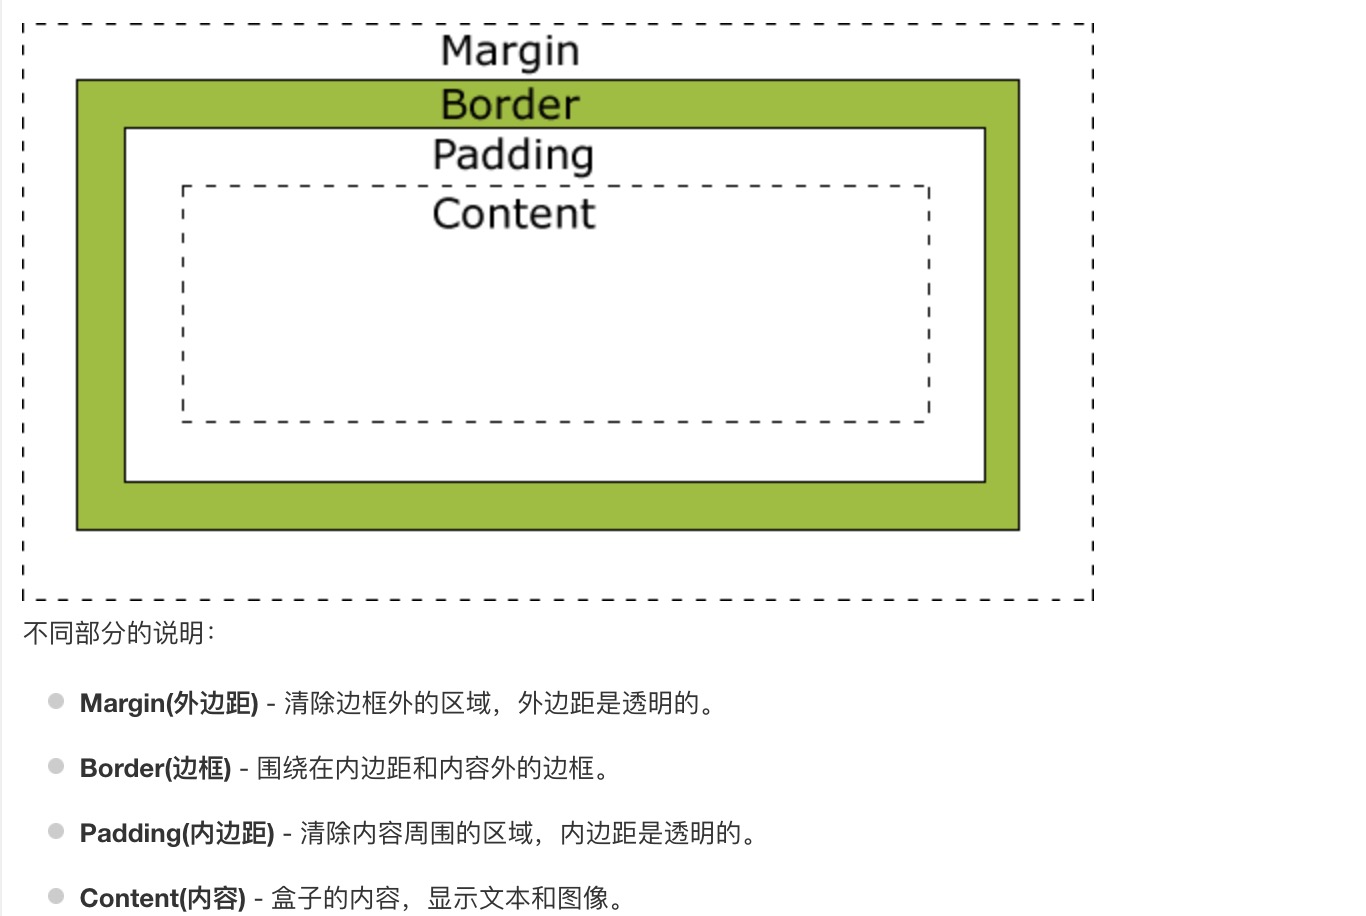 Margin
Border
Padding
Content
不同部分的说明：
Margin(外边距) - 清除边框外的区域，外边距是透明的。
Border(边框) - 围绕在内边距和内容外的边框。
Padding(内边距) - 清除内容周围的区域，内边距是透明的。
Content(内容) - 盒子的内容，显示文本和图像。